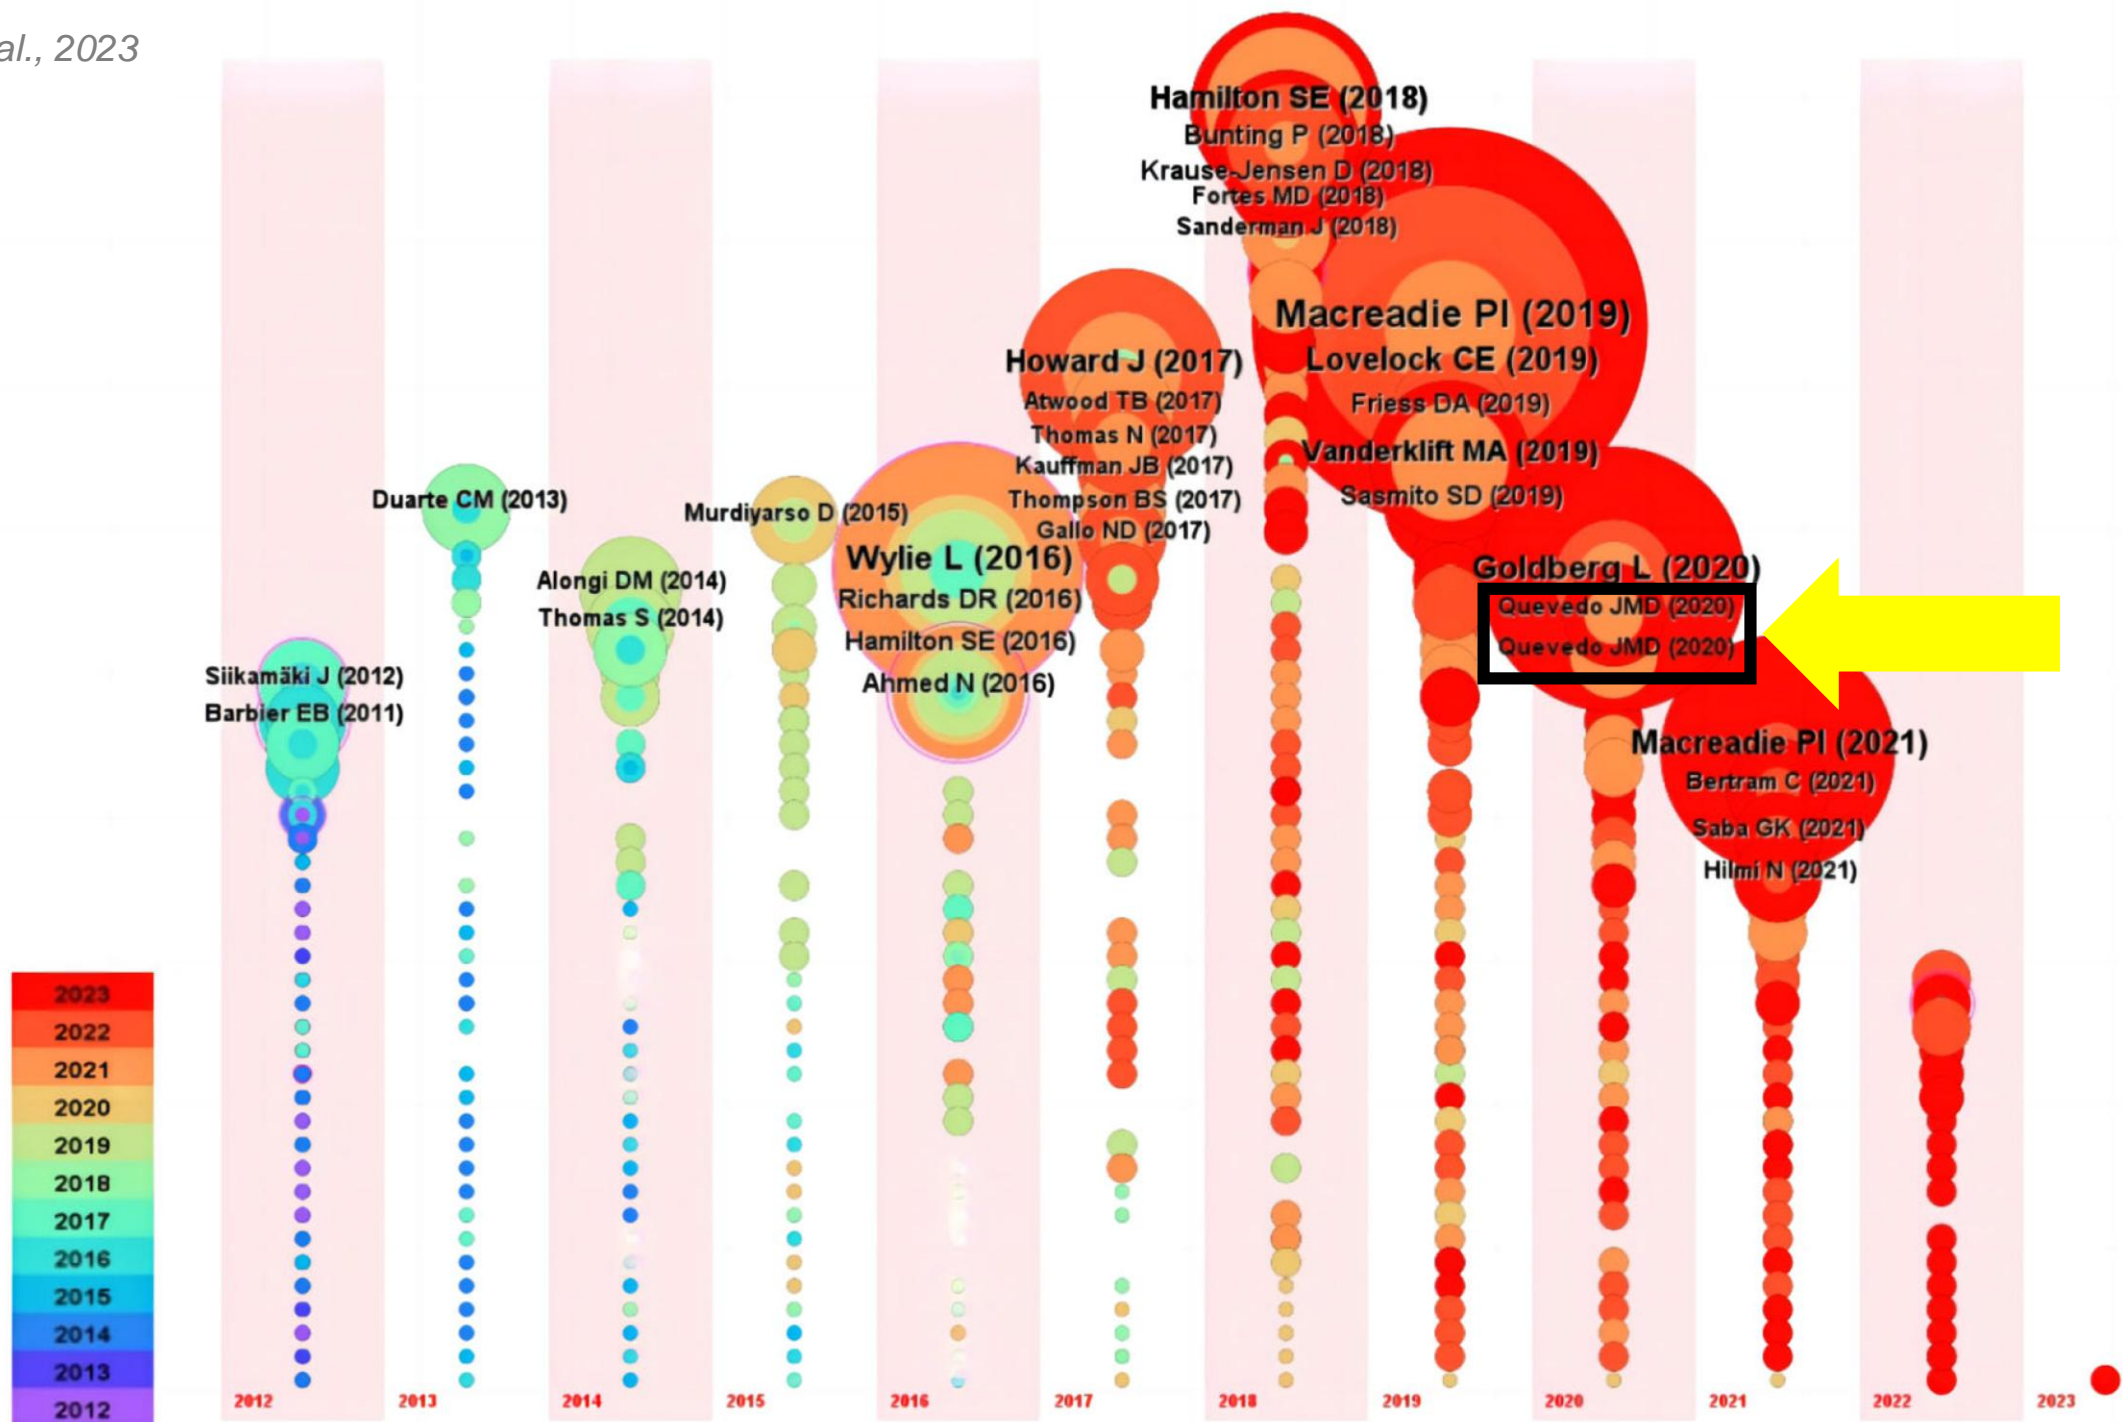 al., 2023
Hamilton SE (2018)
Bunting P (2018)
Krause-Jensen D (2018)
Fortes MD (2018)
Sanderman J (2018)
Macreadie PI (2019)
Lovelock CE (2019)
Friess DA (2019)
Vanderklift MA (2019)
Sasmito SD (2019)
Howard J (2017)
Atwood TB (2017)
Thomas N (2017)
Kauffman JB (2017)
Thompson BS (2017)
Gallo ND (2017)
Duarte CM (2013)
Murdiyarso D (2015)
Wylie L (2016)
Richards DR (2016)
Hamilton SE (2016)
Ahmed N (2016)
Alongi DM (2014)
Thomas S (2014)
Goldberg L (2020)
Quevedo JMD (2020)
Quevedo JMD (2020)
Siikamäki J (2012)
Barbier EB (2011)
Macreadie PI (2021)
Bertram C (2021)
Saba GK (2021)
Hilmi N (2021)
2023
2022
2021
2020
2019
2018
2017
2016
2015
2014
2013
2012
2012 2013 2014 2015 2016 2017 2018 2019 2020 2021 2022 2023